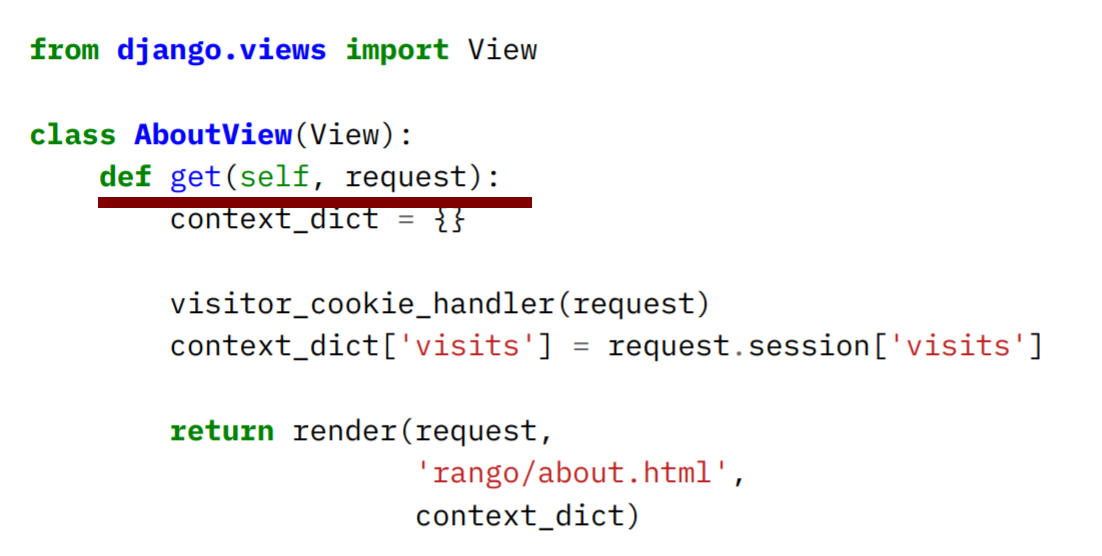 from django.views import View
class AboutView(View):
def get(self, request):
context_dict = {}
visitor_cookie_handler(request)
context_dict['visits'] = request.session['visits']
return render(request,
'rango/about.html',
context_dict)